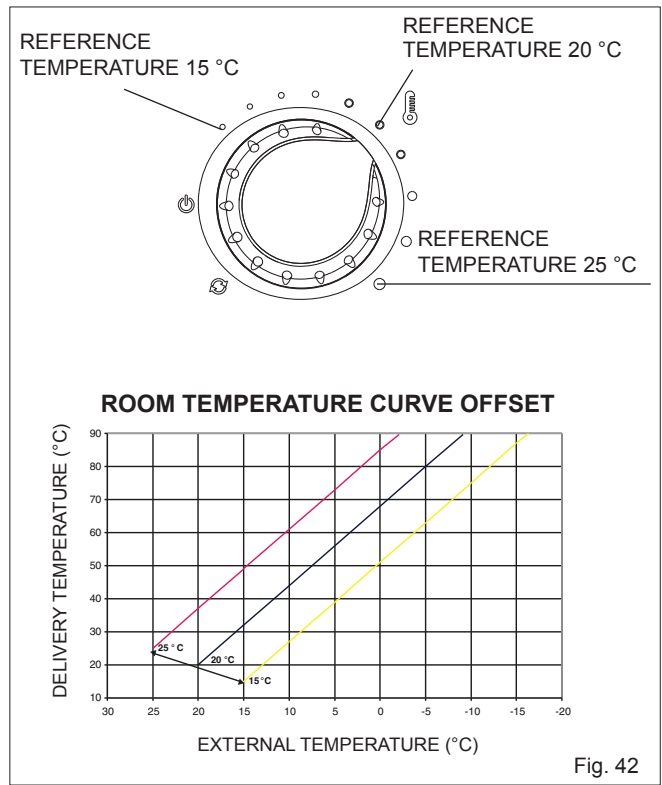 REFERENCE
TEMPERATURE 15 °C
REFERENCE
TEMPERATURE 20 °C
REFERENCE
TEMPERATURE 25 °C
ROOM TEMPERATURE CURVE OFFSET
DELIVERY TEMPERATURE (°C)
90
80
70
60
50
40
30
20
10
25 °C
20 °C
15°C
30 25 20 15 10 5 0 -5 -10 -15 -20
EXTERNAL TEMPERATURE (°C)
Fig. 42